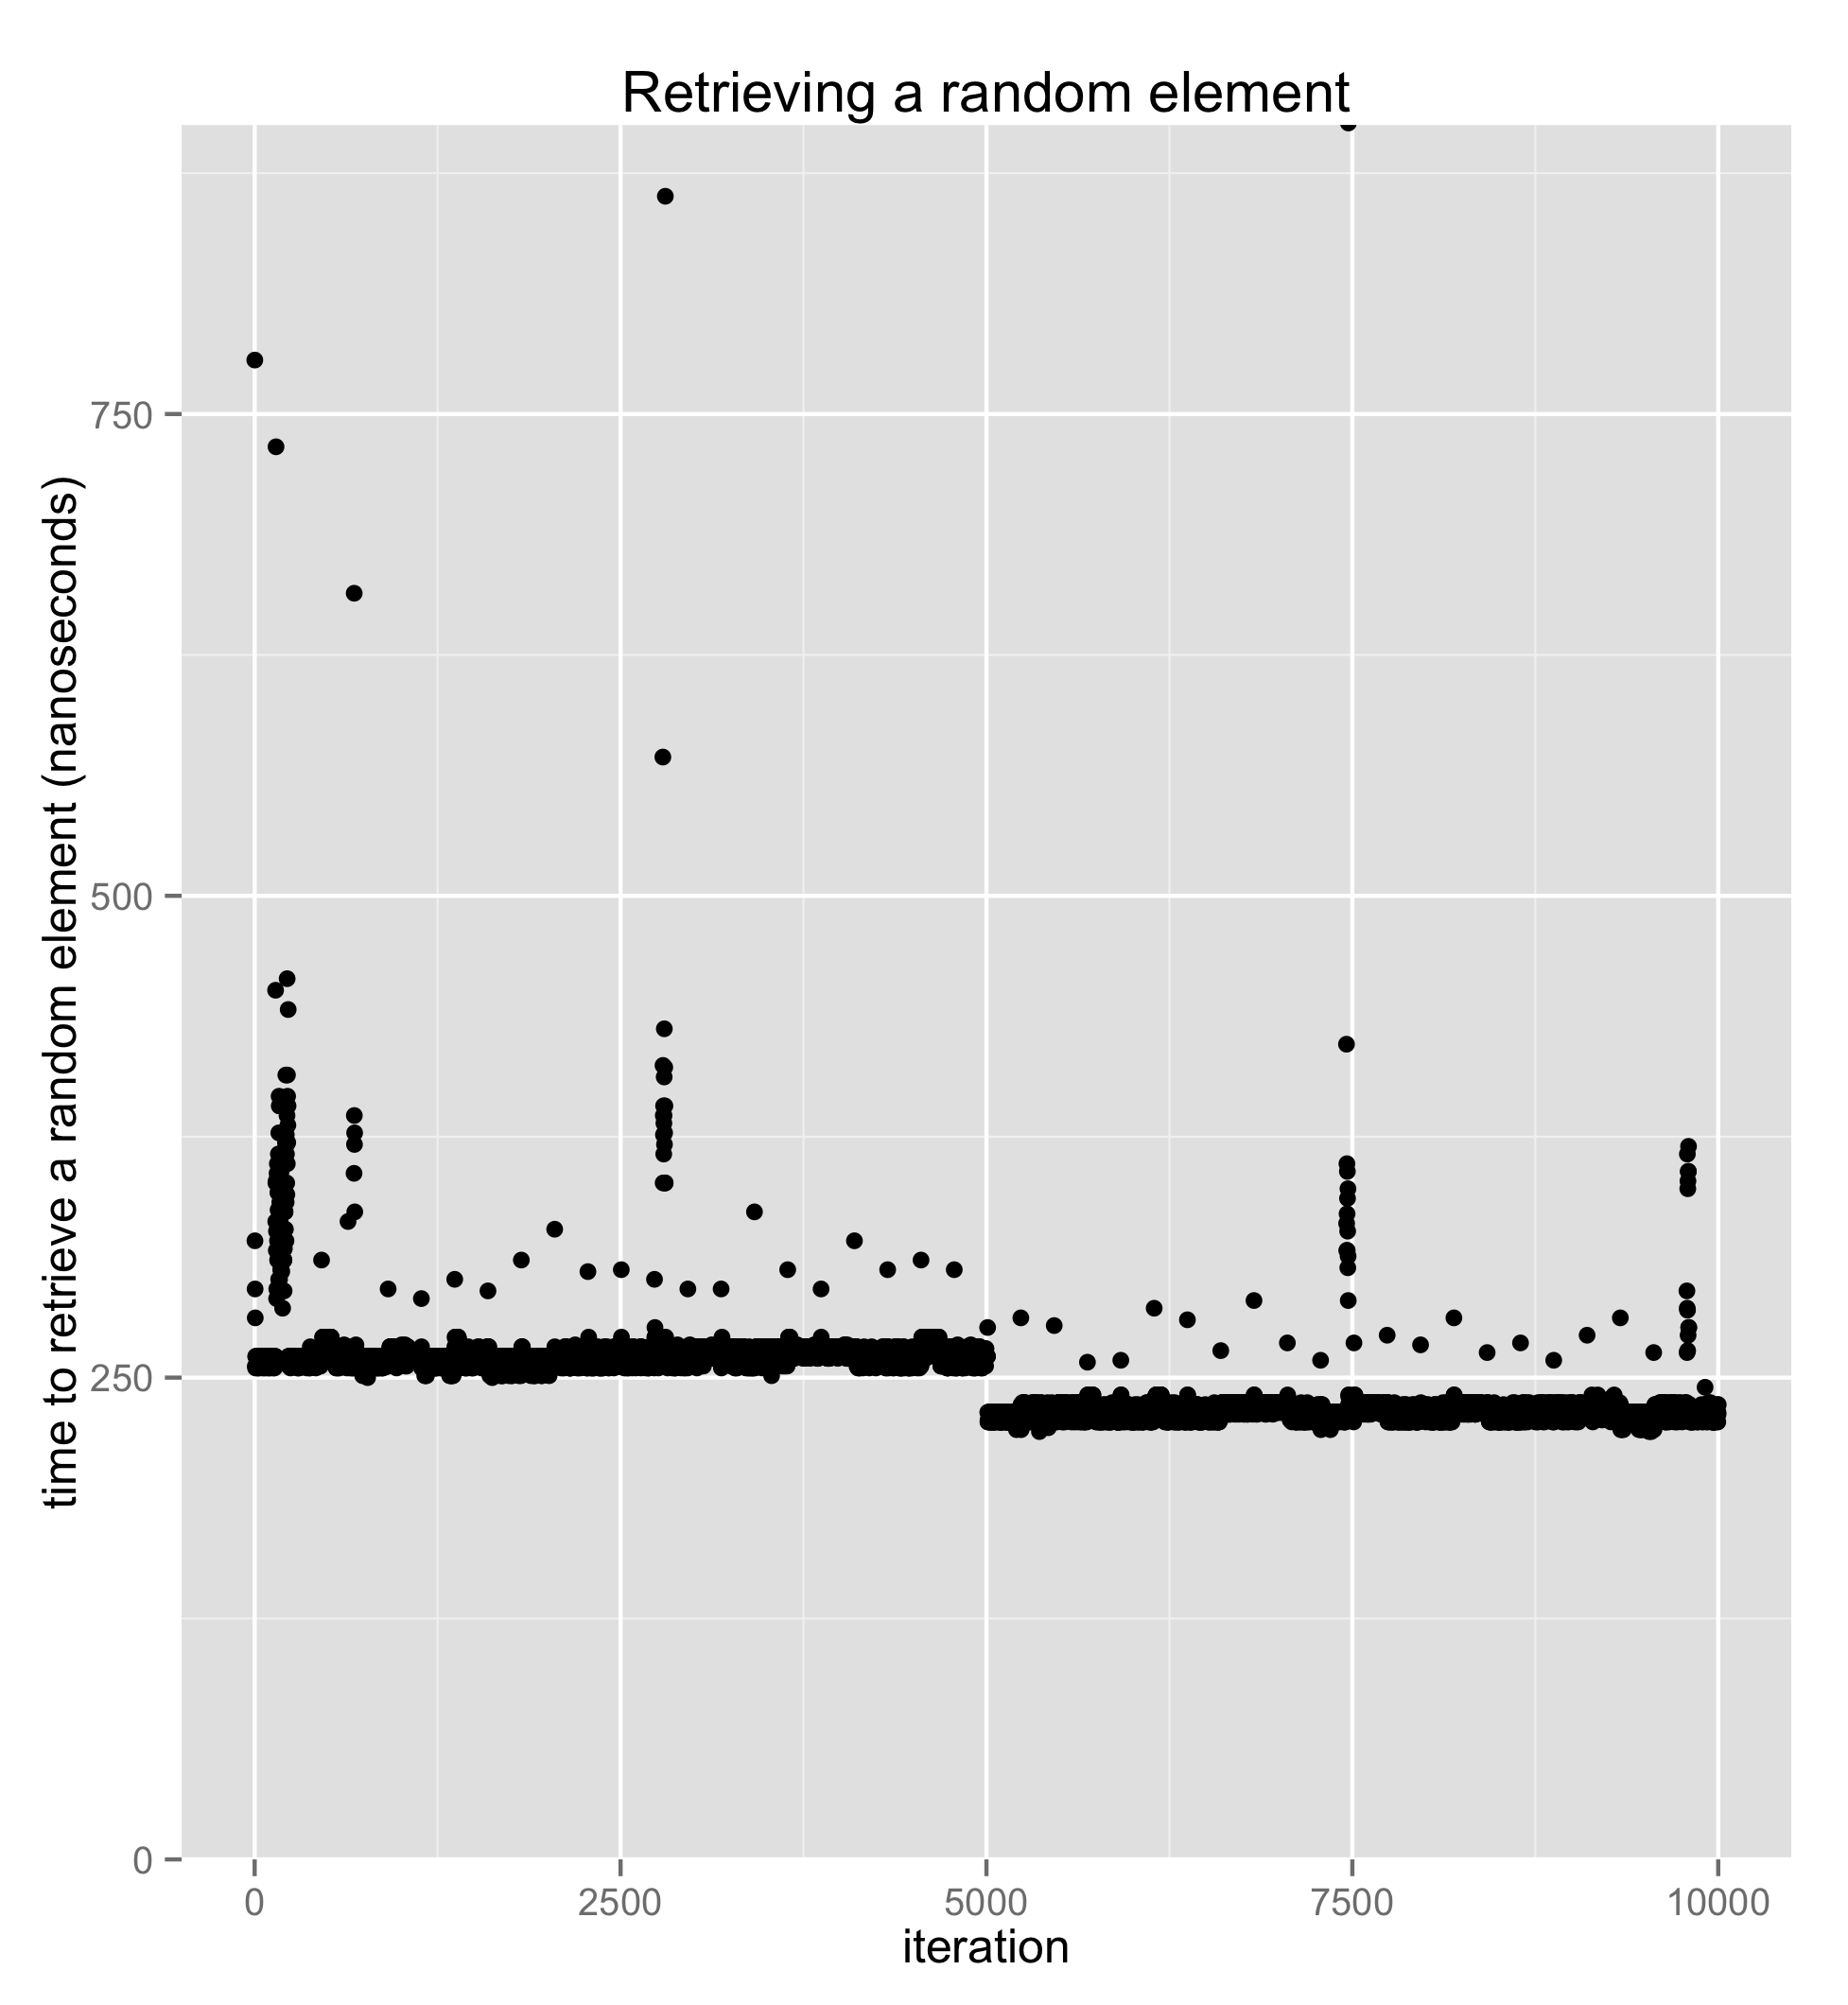 Retrieving a random element
time to retrieve a random element (nanoseconds)
750
500
250
0
0 2500 5000 7500 10000
iteration